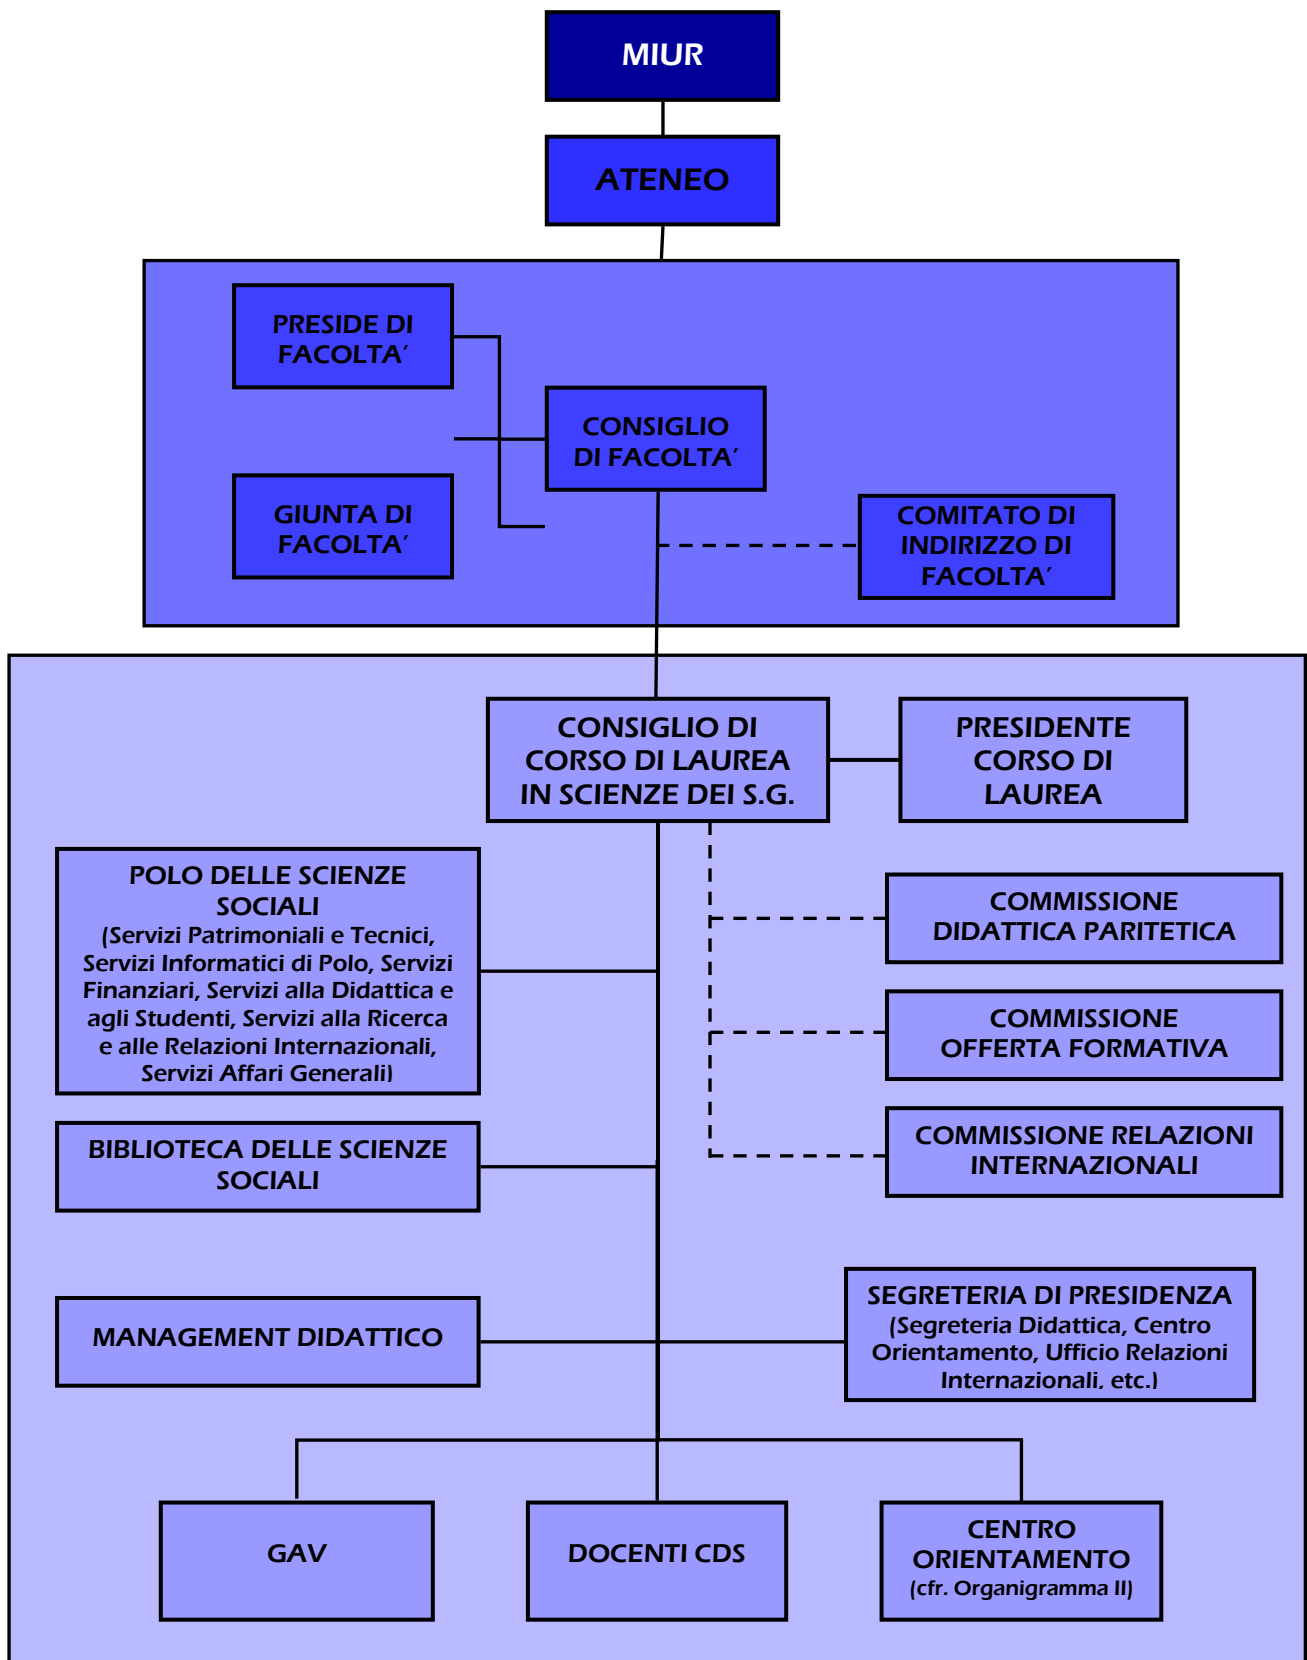 MIUR
ATENEO
PRESIDE DI
FACOLTA’
CONSIGLIO
DI FACOLTA’
GIUNTA DI
FACOLTA’
COMITATO DI
INDIRIZZO DI
FACOLTA’
CONSIGLIO DI
CORSO DI LAUREA
IN SCIENZE DEI S.G.
PRESIDENTE
CORSO DI
LAUREA
POLO DELLE SCIENZE
SOCIALI
(Servizi Patrimoniali e Tecnici,
Servizi Informatici di Polo, Servizi
Finanziari, Servizi alla Didattica e
agli Studenti, Servizi alla Ricerca
e alle Relazioni Internazionali,
Servizi Affari Generali)
COMMISSIONE
DIDATTICA PARITETICA
COMMISSIONE
OFFERTA FORMATIVA
BIBLIOTECA DELLE SCIENZE
SOCIALI
COMMISSIONE RELAZIONI
INTERNAZIONALI
MANAGEMENT DIDATTICO
SEGRETERIA DI PRESIDENZA
(Segreteria Didattica, Centro
Orientamento, Ufficio Relazioni
Internazionali, etc.)
GAV
DOCENTI CDS
CENTRO
ORIENTAMENTO
(cfr. Organigramma II)